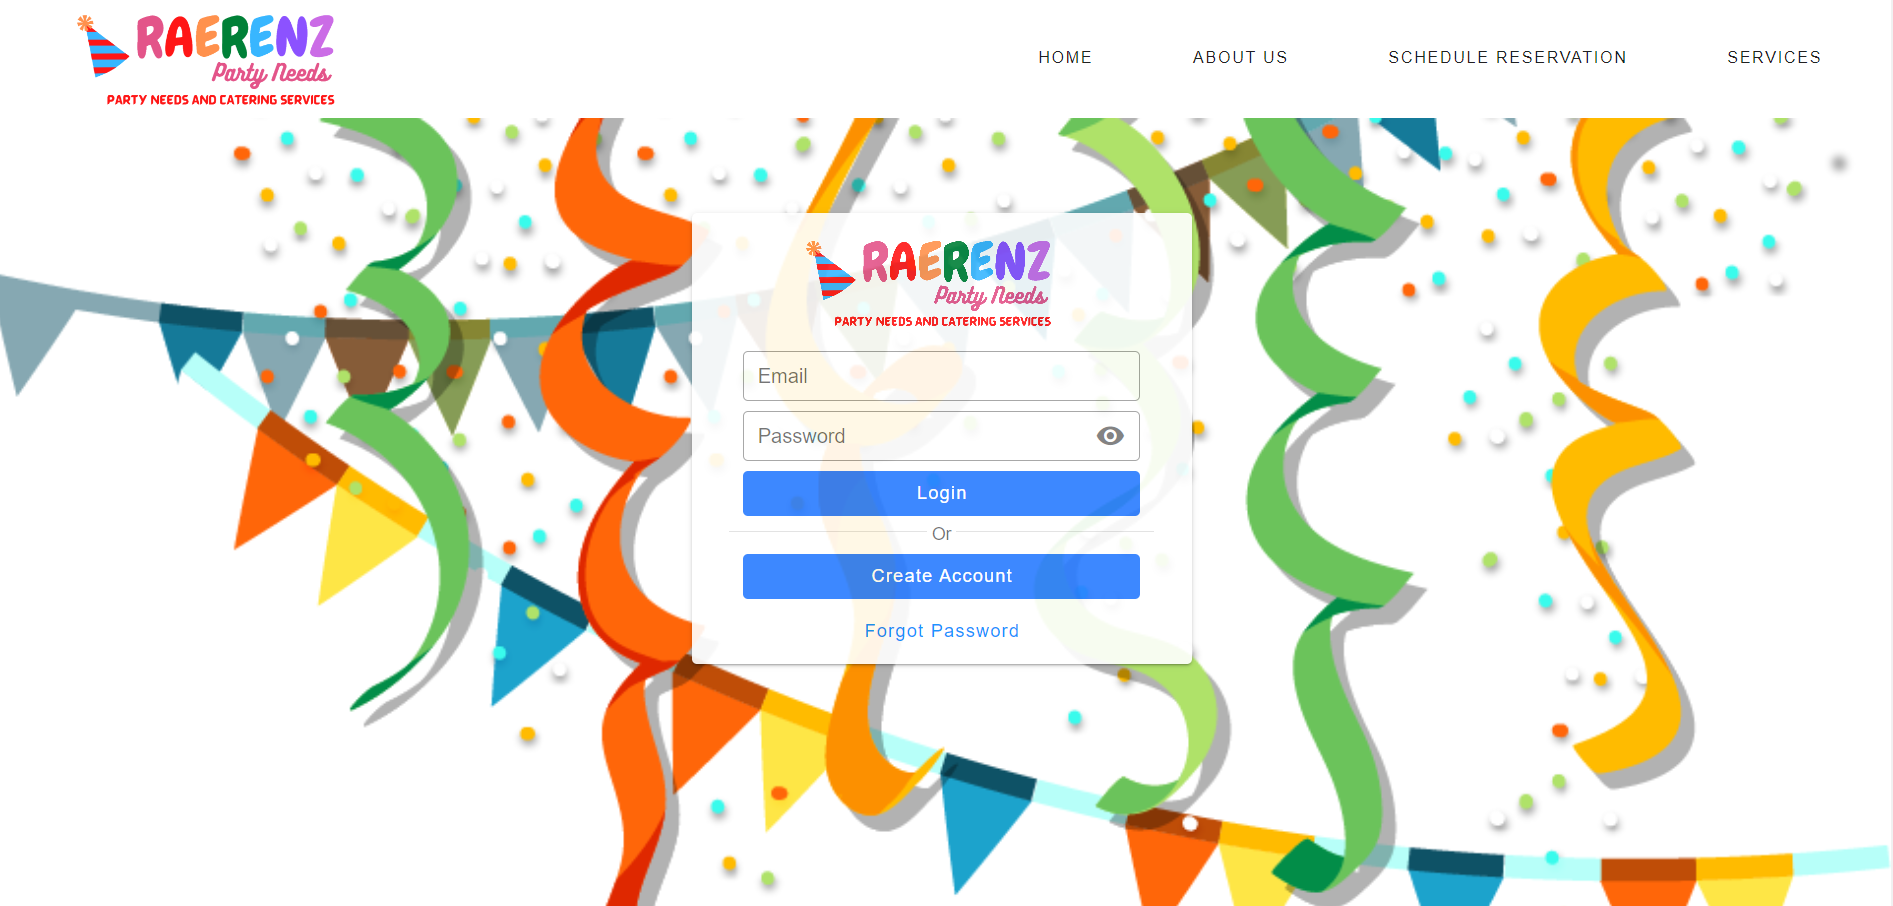 RAERENZ
Party Needs
PARTY NEEDS AND CATERING SERVICES
HOME
ABOUT US
SCHEDULE RESERVATION
SERVICES
RAERENZ
Party Needs
PARTY NEEDS AND CATERING SERVICES
Email
Password
Login
Or
Create Account
Forgot Password